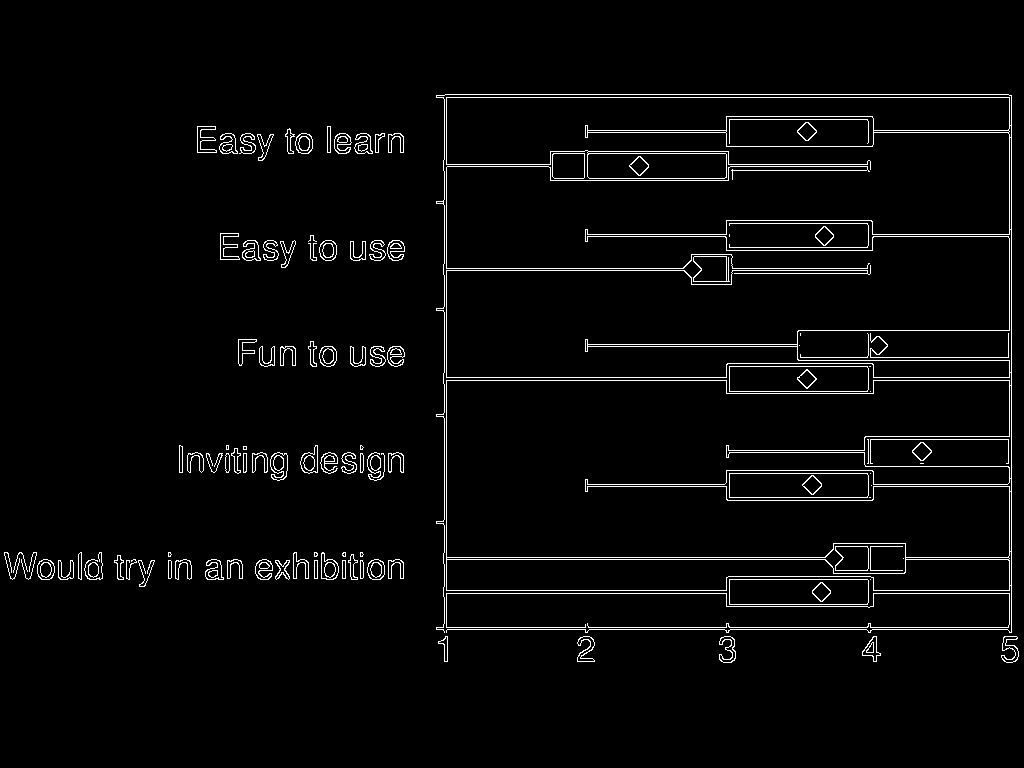 Easy to learn
Easy to use
Fun to use
Inviting design
Would try in an exhibition
1 2 3 4 5